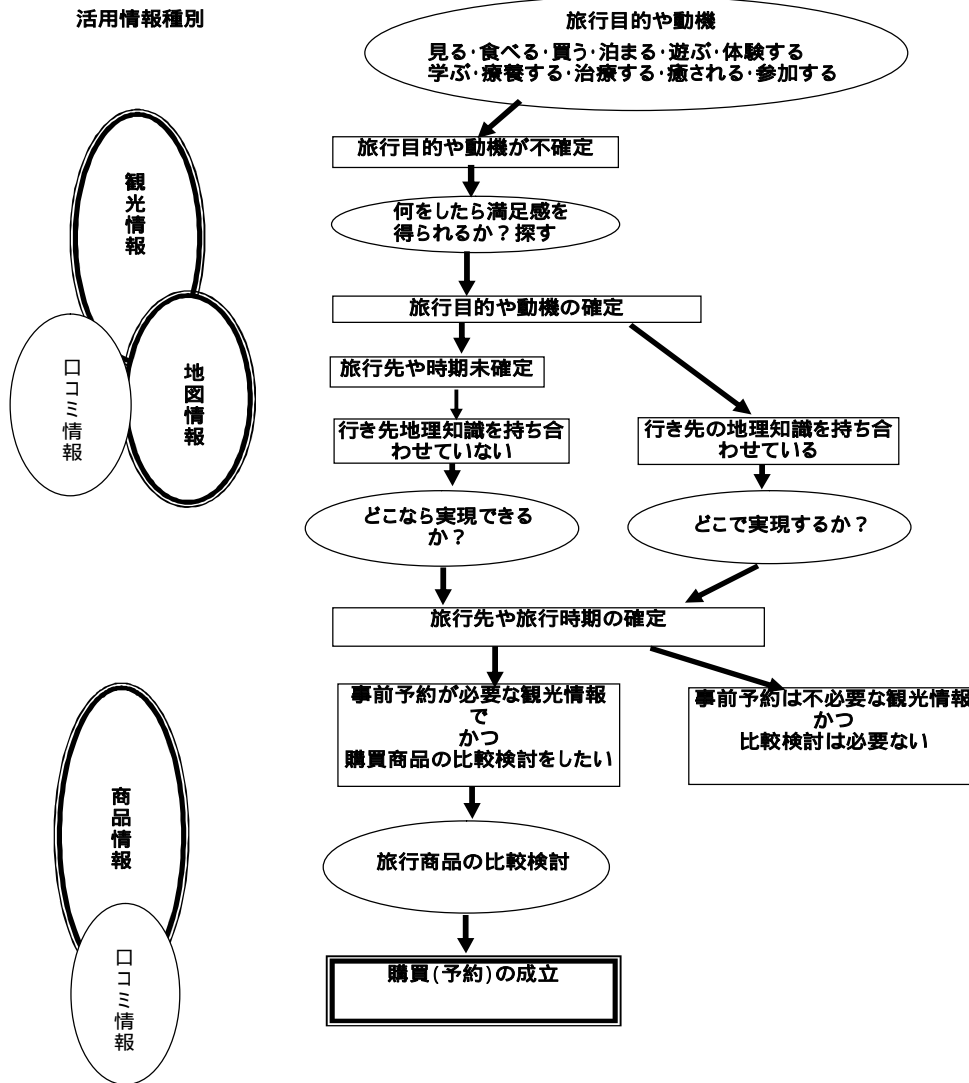 活用情報種別
旅行目的や動機
見る・食べる・買う・泊まる・遊ぶ・体験する
学ぶ・療養する・治療する・癒される・参加する
旅行目的や動機が不確定
何をしたら満足感を
得られるか?探す
旅行目的や動機の確定
旅行先や時期未確定
行き先地理知識を持ち合
わせていない
行き先の地理知識を持ち合
わせている
どこなら実現できる
か?
どこで実現するか?
旅行先や旅行時期の確定
事前予約が必要な観光情報
で
かつ
購買商品の比較検討をしたい
事前予約は不必要な観光情報
かつ
比較検討は必要ない
旅行商品の比較検討
購買(予約)の成立
観光情報
口コミ情報
地図情報
商品情報
口コミ情報